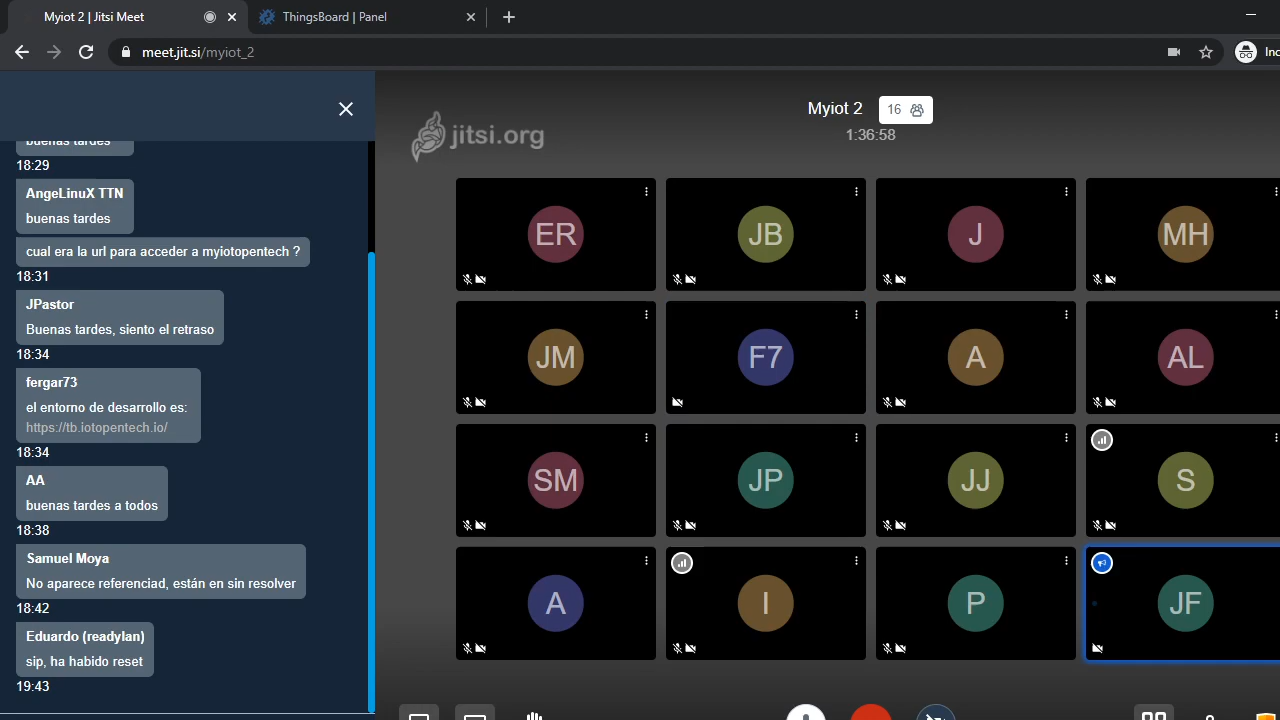 Myiot 2 | Jitsi Meet
ThingsBoard | Panel
meet.jit.si/myiot_2
jitsi.org
Myiot 2
16
1:36:58
buenas tardes
18:29
AngeLinuX TTN
buenas tardes
cual era la url para acceder a myiotopentech ?
18:31
JPastor
Buenas tardes, siento el retraso
18:34
fergar73
el entorno de desarrollo es:
https://tb.iotopentech.io/
18:34
AA
buenas tardes a todos
18:38
Samuel Moya
No aparece referenciad, están en sin resolver
18:42
Eduardo (readylan)
sip, ha habido reset
19:43
ER
JB
J
MH
JM
F7
A
AL
SM
JP
JJ
S
A
I
P
JF